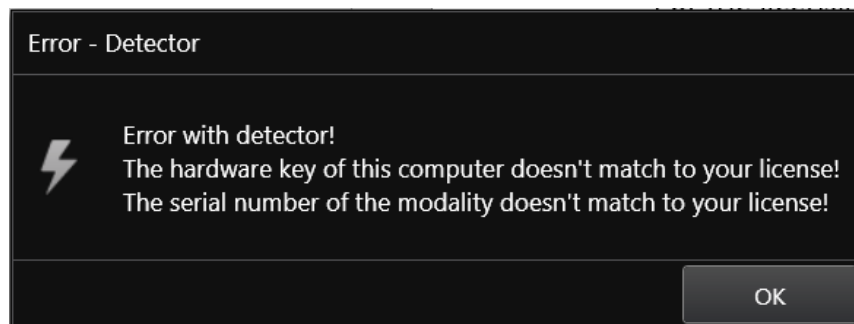 Error - Detector
Error with detector!
The hardware key of this computer doesn't match to your license!
The serial number of the modality doesn't match to your license!
OK